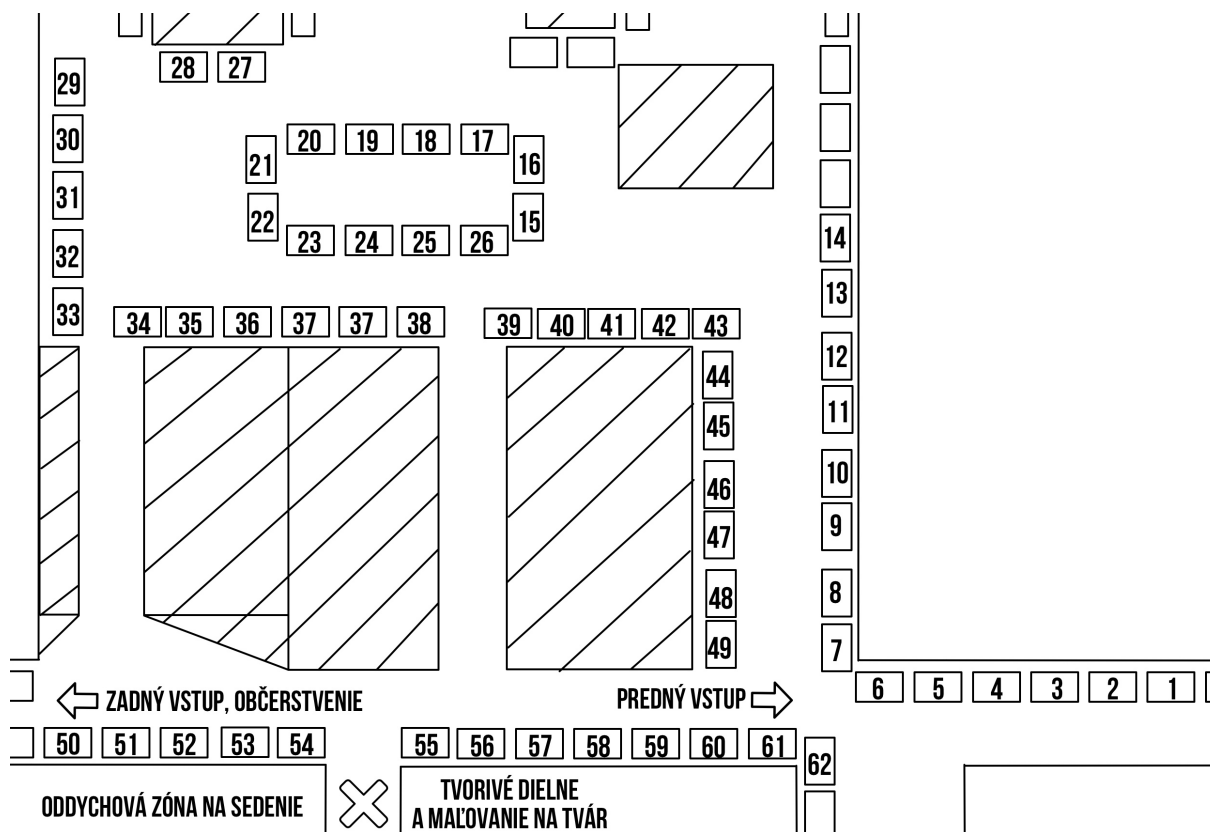 28 27
29
30
31
32
33
20 19 18 17
21
22
16
15
23 24 25 26
14
13
12
11
10
9
8
7
34 35 36 37 37 38
39 40 41 42 43
44
45
46
47
48
49
6 5 4 3 2 1
ZADNÝ VSTUP, OBČERSTVENIE
PREDNÝ VSTUP
50 51 52 53 54
55 56 57 58 59 60 61
62
ODDYCHOVÁ ZÓNA NA SEDENIE
TVORIVÉ DIELNE
A MAĽOVANIE NA TVÁR